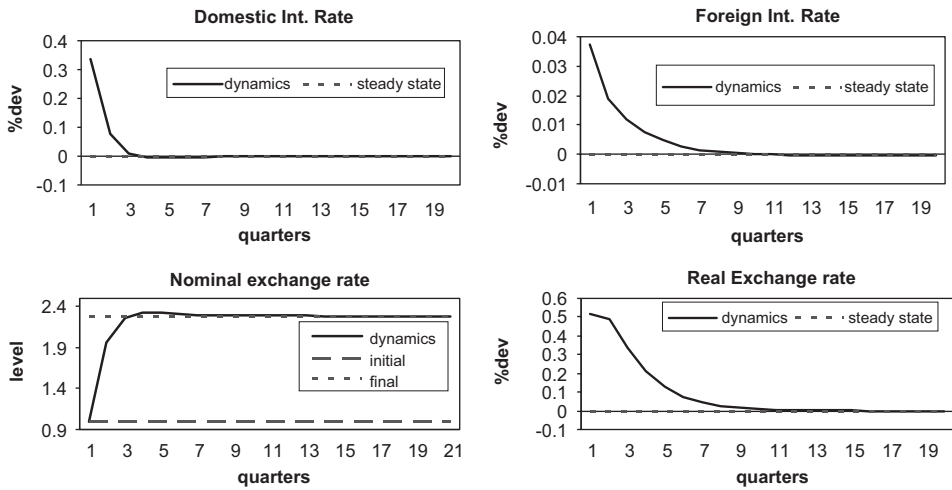 Domestic Int. Rate
0.4
0.3
0.2
0.1
0
-0.1
%dev
dynamics
steady state
1 3 5 7 9 11 13 15 17 19
quarters
Foreign Int. Rate
0.04
0.03
0.02
0.01
0
-0.01
%dev
dynamics
steady state
1 3 5 7 9 11 13 15 17 19
quarters
Nominal exchange rate
2.4
1.9
1.4
0.9
level
dynamics
initial
final
1 3 5 7 9 11 13 15 17 19 21
quarters
Real Exchange rate
0.6
0.5
0.4
0.3
0.2
0.1
0
-0.1
%dev
dynamics
steady state
1 3 5 7 9 11 13 15 17 19
quarters